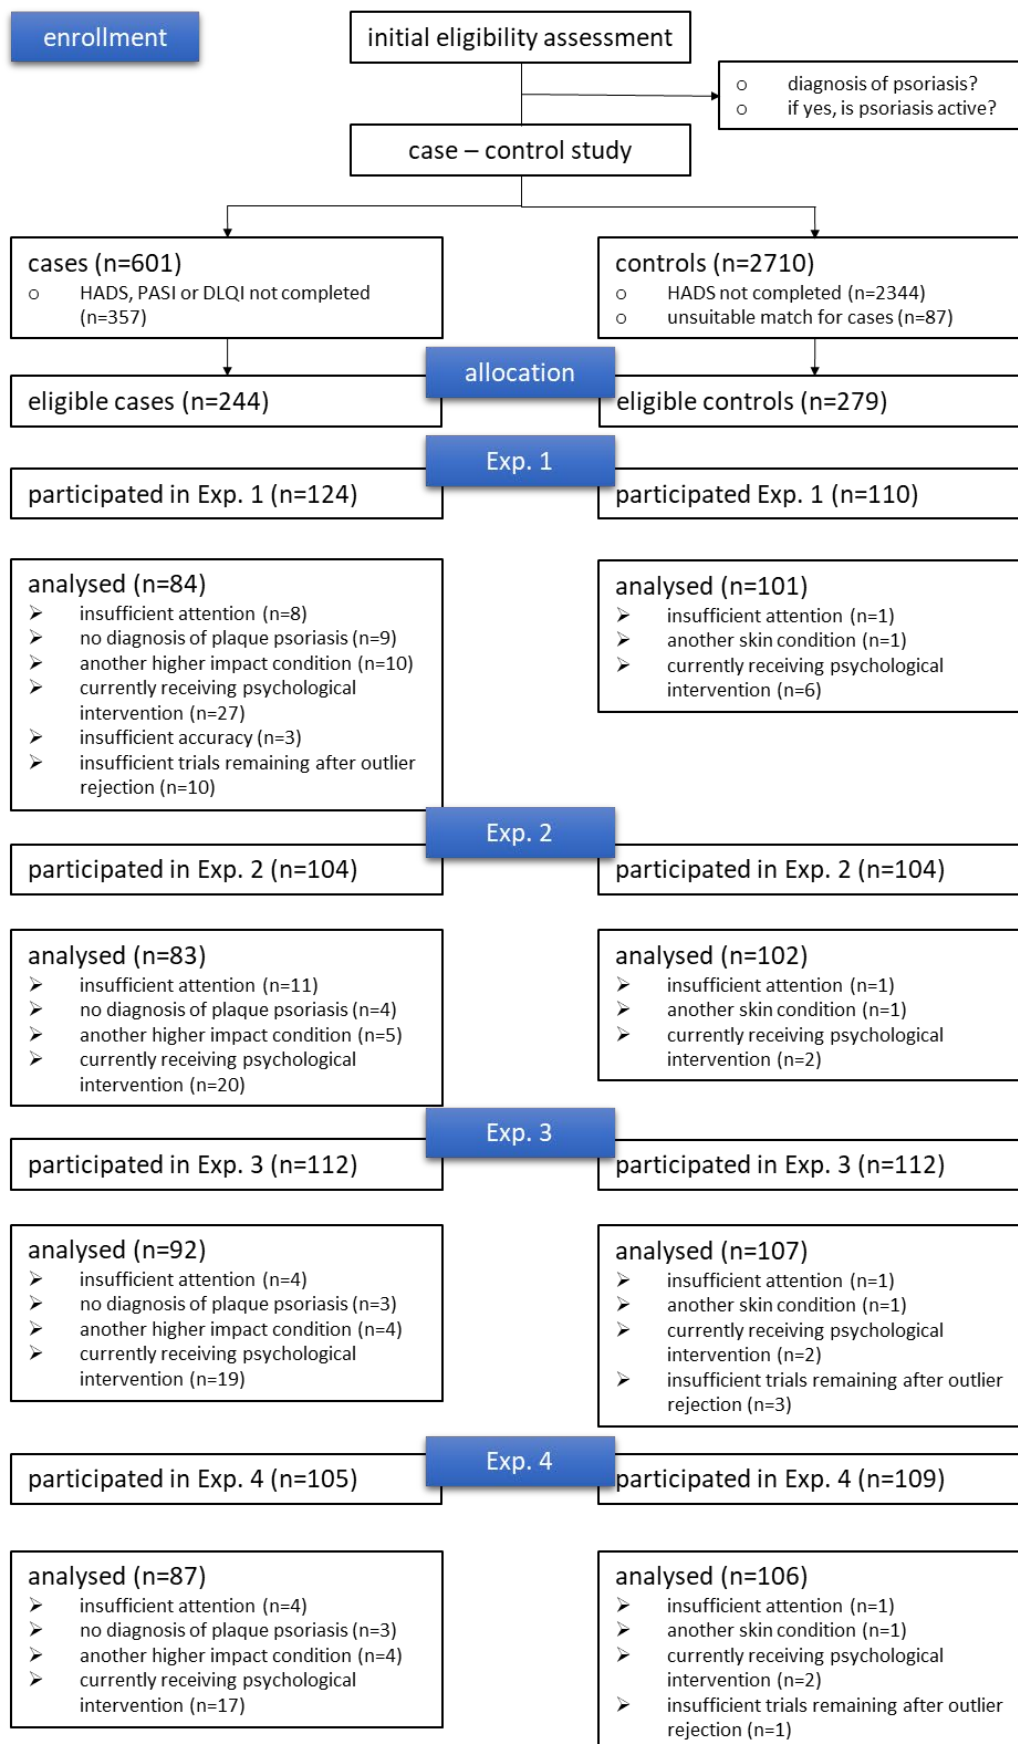 enrollment
initial eligibility assessment
o diagnosis of psoriasis?
o if yes, is psoriasis active?
case – control study
cases (n=601)
o HADS, PASI or DLQI not completed
(n=357)
controls (n=2710)
o HADS not completed (n=2344)
o unsuitable match for cases (n=87)
allocation
eligible cases (n=244)
eligible controls (n=279)
Exp. 1
participated in Exp. 1 (n=124)
participated Exp. 1 (n=110)
analysed (n=84)
➢ insufficient attention (n=8)
➢ no diagnosis of plaque psoriasis (n=9)
➢ another higher impact condition (n=10)
➢ currently receiving psychological
intervention (n=27)
➢ insufficient accuracy (n=3)
➢ insufficient trials remaining after outlier
rejection (n=10)
analysed (n=101)
➢ insufficient attention (n=1)
➢ another skin condition (n=1)
➢ currently receiving psychological
intervention (n=6)
Exp. 2
participated in Exp. 2 (n=104)
participated in Exp. 2 (n=104)
analysed (n=83)
➢ insufficient attention (n=11)
➢ no diagnosis of plaque psoriasis (n=4)
➢ another higher impact condition (n=5)
➢ currently receiving psychological
intervention (n=20)
analysed (n=102)
➢ insufficient attention (n=1)
➢ another skin condition (n=1)
➢ currently receiving psychological
intervention (n=2)
Exp. 3
participated in Exp. 3 (n=112)
participated in Exp. 3 (n=112)
analysed (n=92)
➢ insufficient attention (n=4)
➢ no diagnosis of plaque psoriasis (n=3)
➢ another higher impact condition (n=4)
➢ currently receiving psychological
intervention (n=19)
analysed (n=107)
➢ insufficient attention (n=1)
➢ another skin condition (n=1)
➢ currently receiving psychological
intervention (n=2)
➢ insufficient trials remaining after outlier
rejection (n=3)
Exp. 4
participated in Exp. 4 (n=105)
participated in Exp. 4 (n=109)
analysed (n=87)
➢ insufficient attention (n=4)
➢ no diagnosis of plaque psoriasis (n=3)
➢ another higher impact condition (n=4)
➢ currently receiving psychological
intervention (n=17)
analysed (n=106)
➢ insufficient attention (n=1)
➢ another skin condition (n=1)
➢ currently receiving psychological
intervention (n=2)
➢ insufficient trials remaining after outlier
rejection (n=1)